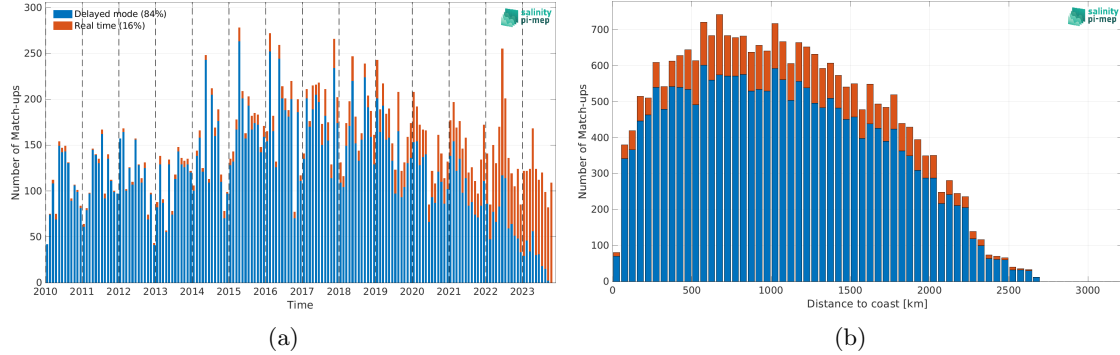 Delayed mode (84%)
Real time (16%)
salinity
pi-mep
Number of Match-ups
300
250
200
150
100
50
0
2010 2011 2012 2013 2014 2015 2016 2017 2018 2019 2020 2021 2022 2023
Time
(a)
salinity
pi-mep
Number of Match-ups
700
600
500
400
300
200
100
0
0 500 1000 1500 2000 2500 3000
Distance to coast [km]
(b)